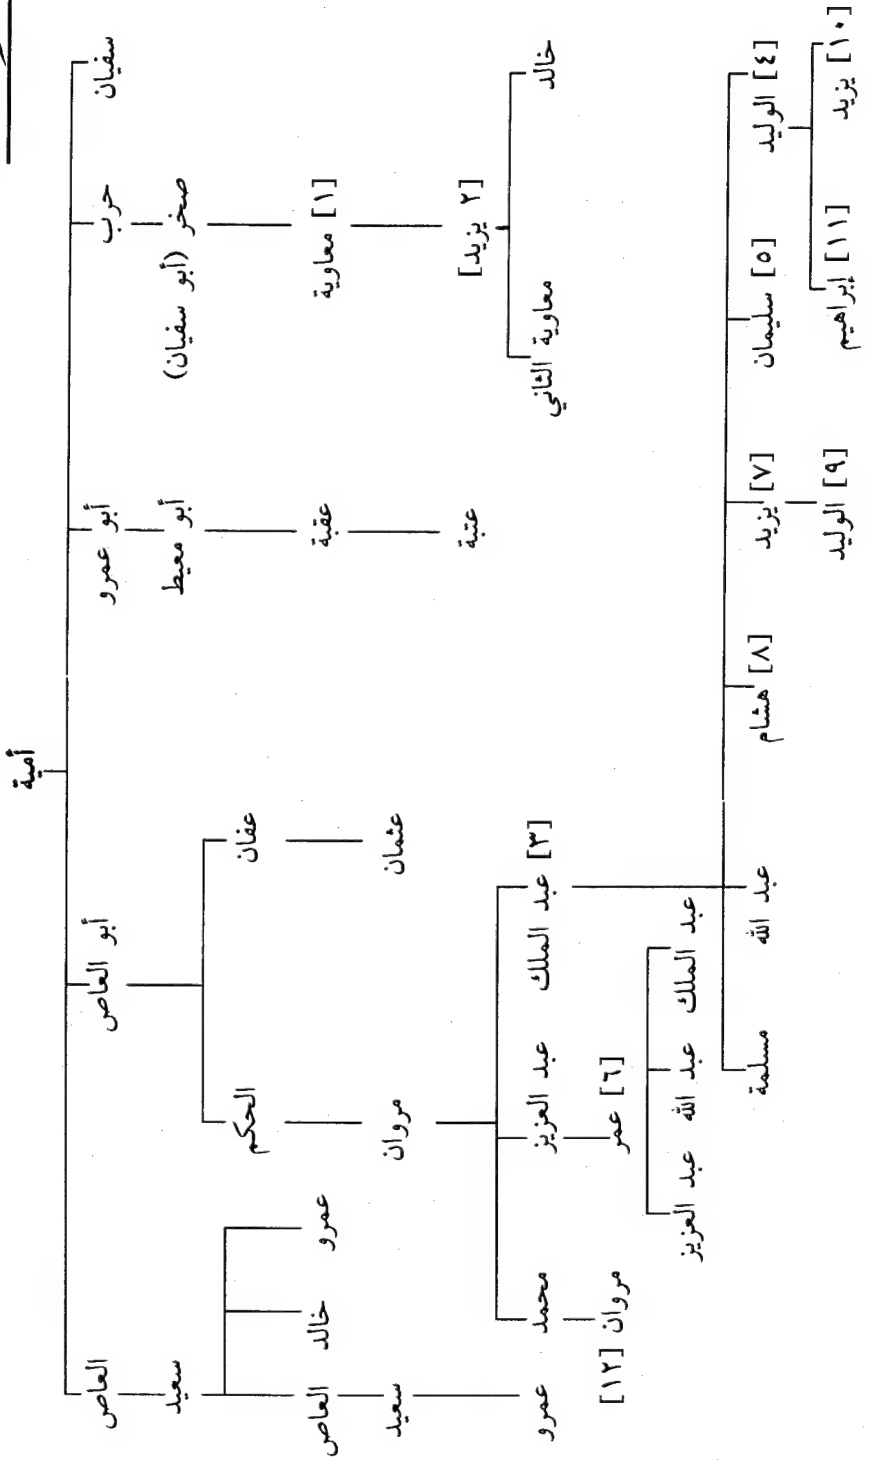 أمية
سفيان
حرب
أبو عمرو
أبو العاص
العاص
صخر (أبو سفيان)
أبو معيط
سعيد
عفان
الحكم
معاوية [١]
عقبة
عمرو
خالد
العاص
عثمان
مروان
سعيد
[٢ يزيد]
عتبة
خالد
معاوية الثاني
عبد الملك [٣]
عبد العزيز
محمد
عمرو
عمر [٦]
مروان [١٢]
عبد الملك
عبد الله
عبد العزيز
الوليد [٤]
سليمان [٥]
يزيد [٧]
هشام [٨]
عبد الله
مسلمة
يزيد [١٠]
إبراهيم [١١]
الوليد [٩]